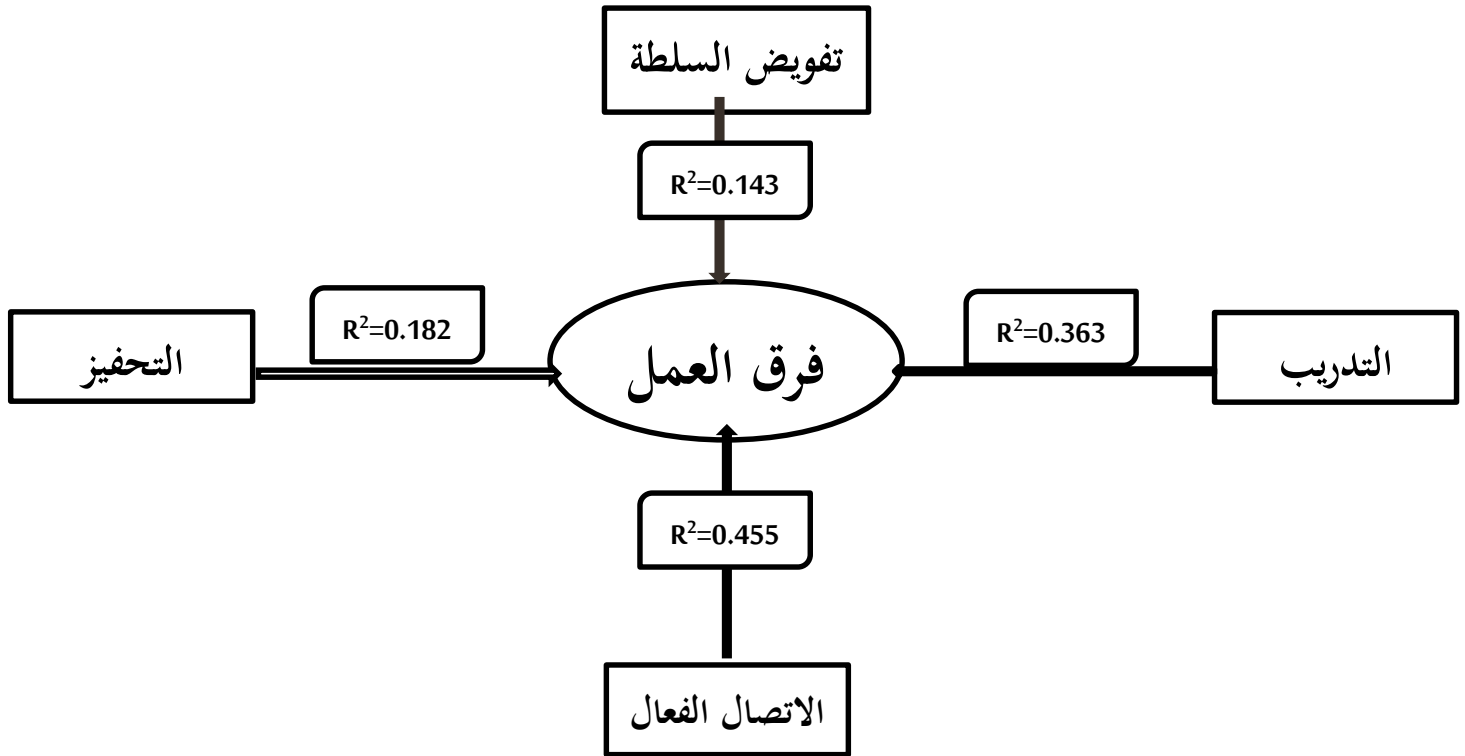 تفويض السلطة
R²=0.143
التدريب
R²=0.363
فرق العمل
R²=0.182
التحفيز
R²=0.455
الاتصال الفعال